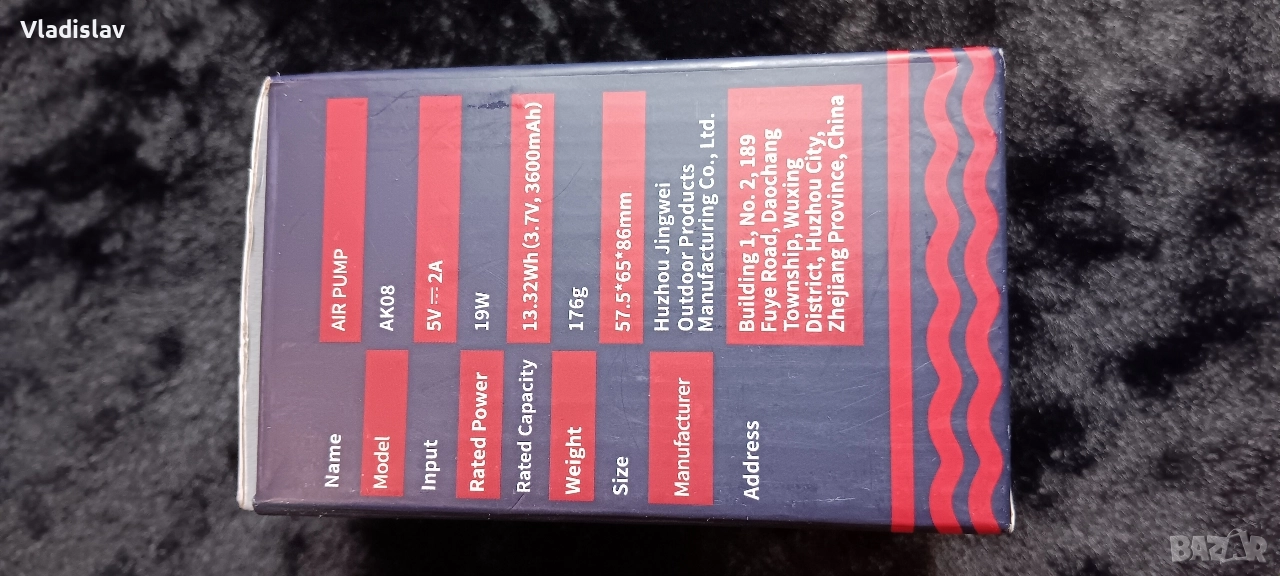 Vladislav
Name AIR PUMP
Model AK08
Input 5V⎓2A
Rated Power 19W
Rated Capacity 13.32Wh (3.7V, 3600mAh)
Weight 176g
Size 57.5*65*86mm
Manufacturer Huzhou Jingwei
Outdoor Products
Manufacturing Co., Ltd.
Address Building 1, No. 2, 189
Fuye Road, Daochang
Township, Wuxing
District, Huzhou City,
Zhejiang Province, China
BAZAR